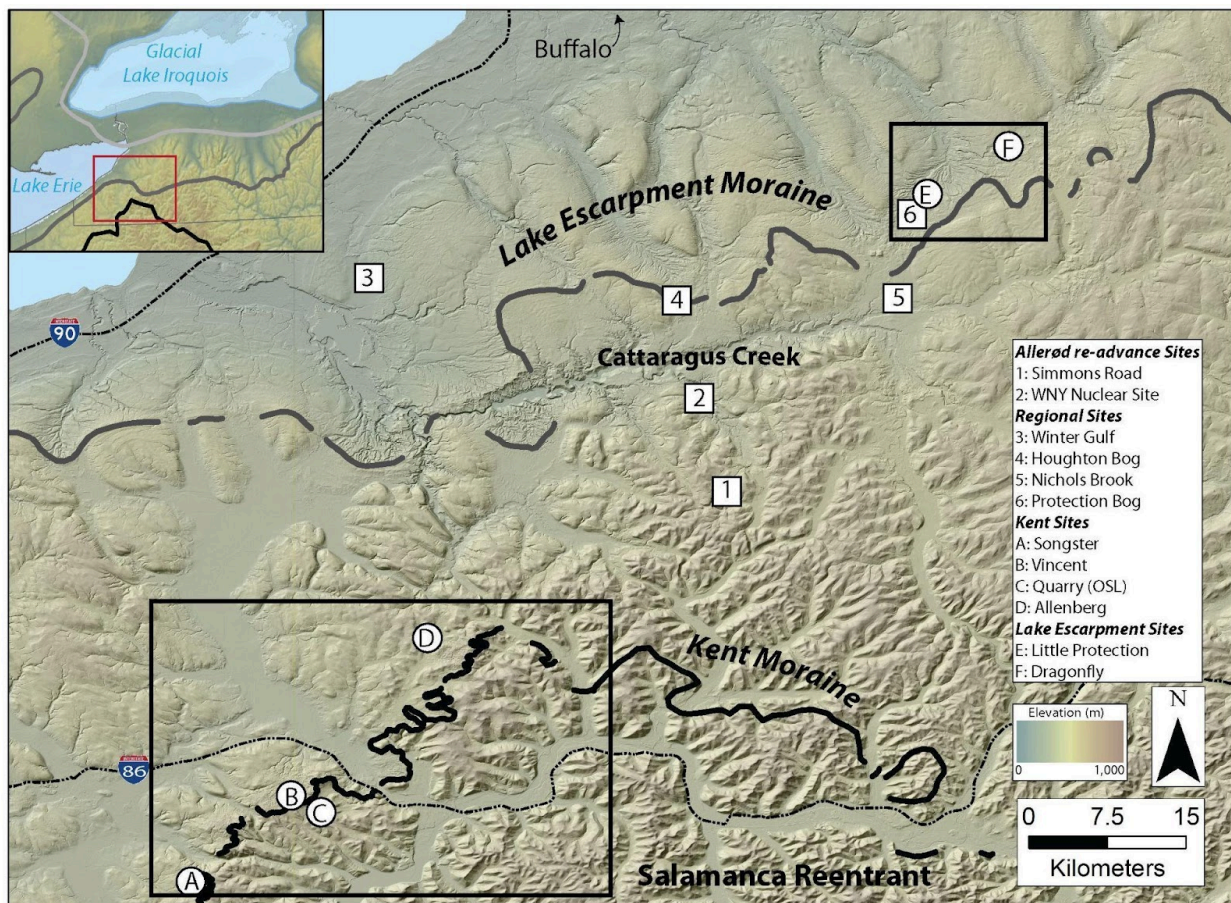 Glacial
Lake Iroquois
Lake Erie
Buffalo
Lake Escarpment Moraine
F
E
6
3
4
5
INTERSTATE
90
Cattaragus Creek
2
1
Allerød re-advance Sites
1: Simmons Road
2: WNY Nuclear Site
Regional Sites
3: Winter Gulf
4: Houghton Bog
5: Nichols Brook
6: Protection Bog
Kent Sites
A: Songster
B: Vincent
C: Quarry (OSL)
D: Allenberg
Lake Escarpment Sites
E: Little Protection
F: Dragonfly
D
Kent Moraine
INTERSTATE
86
B
C
A
Salamanca Reentrant
Elevation (m)
0 1,000
N
0 7.5 15
Kilometers